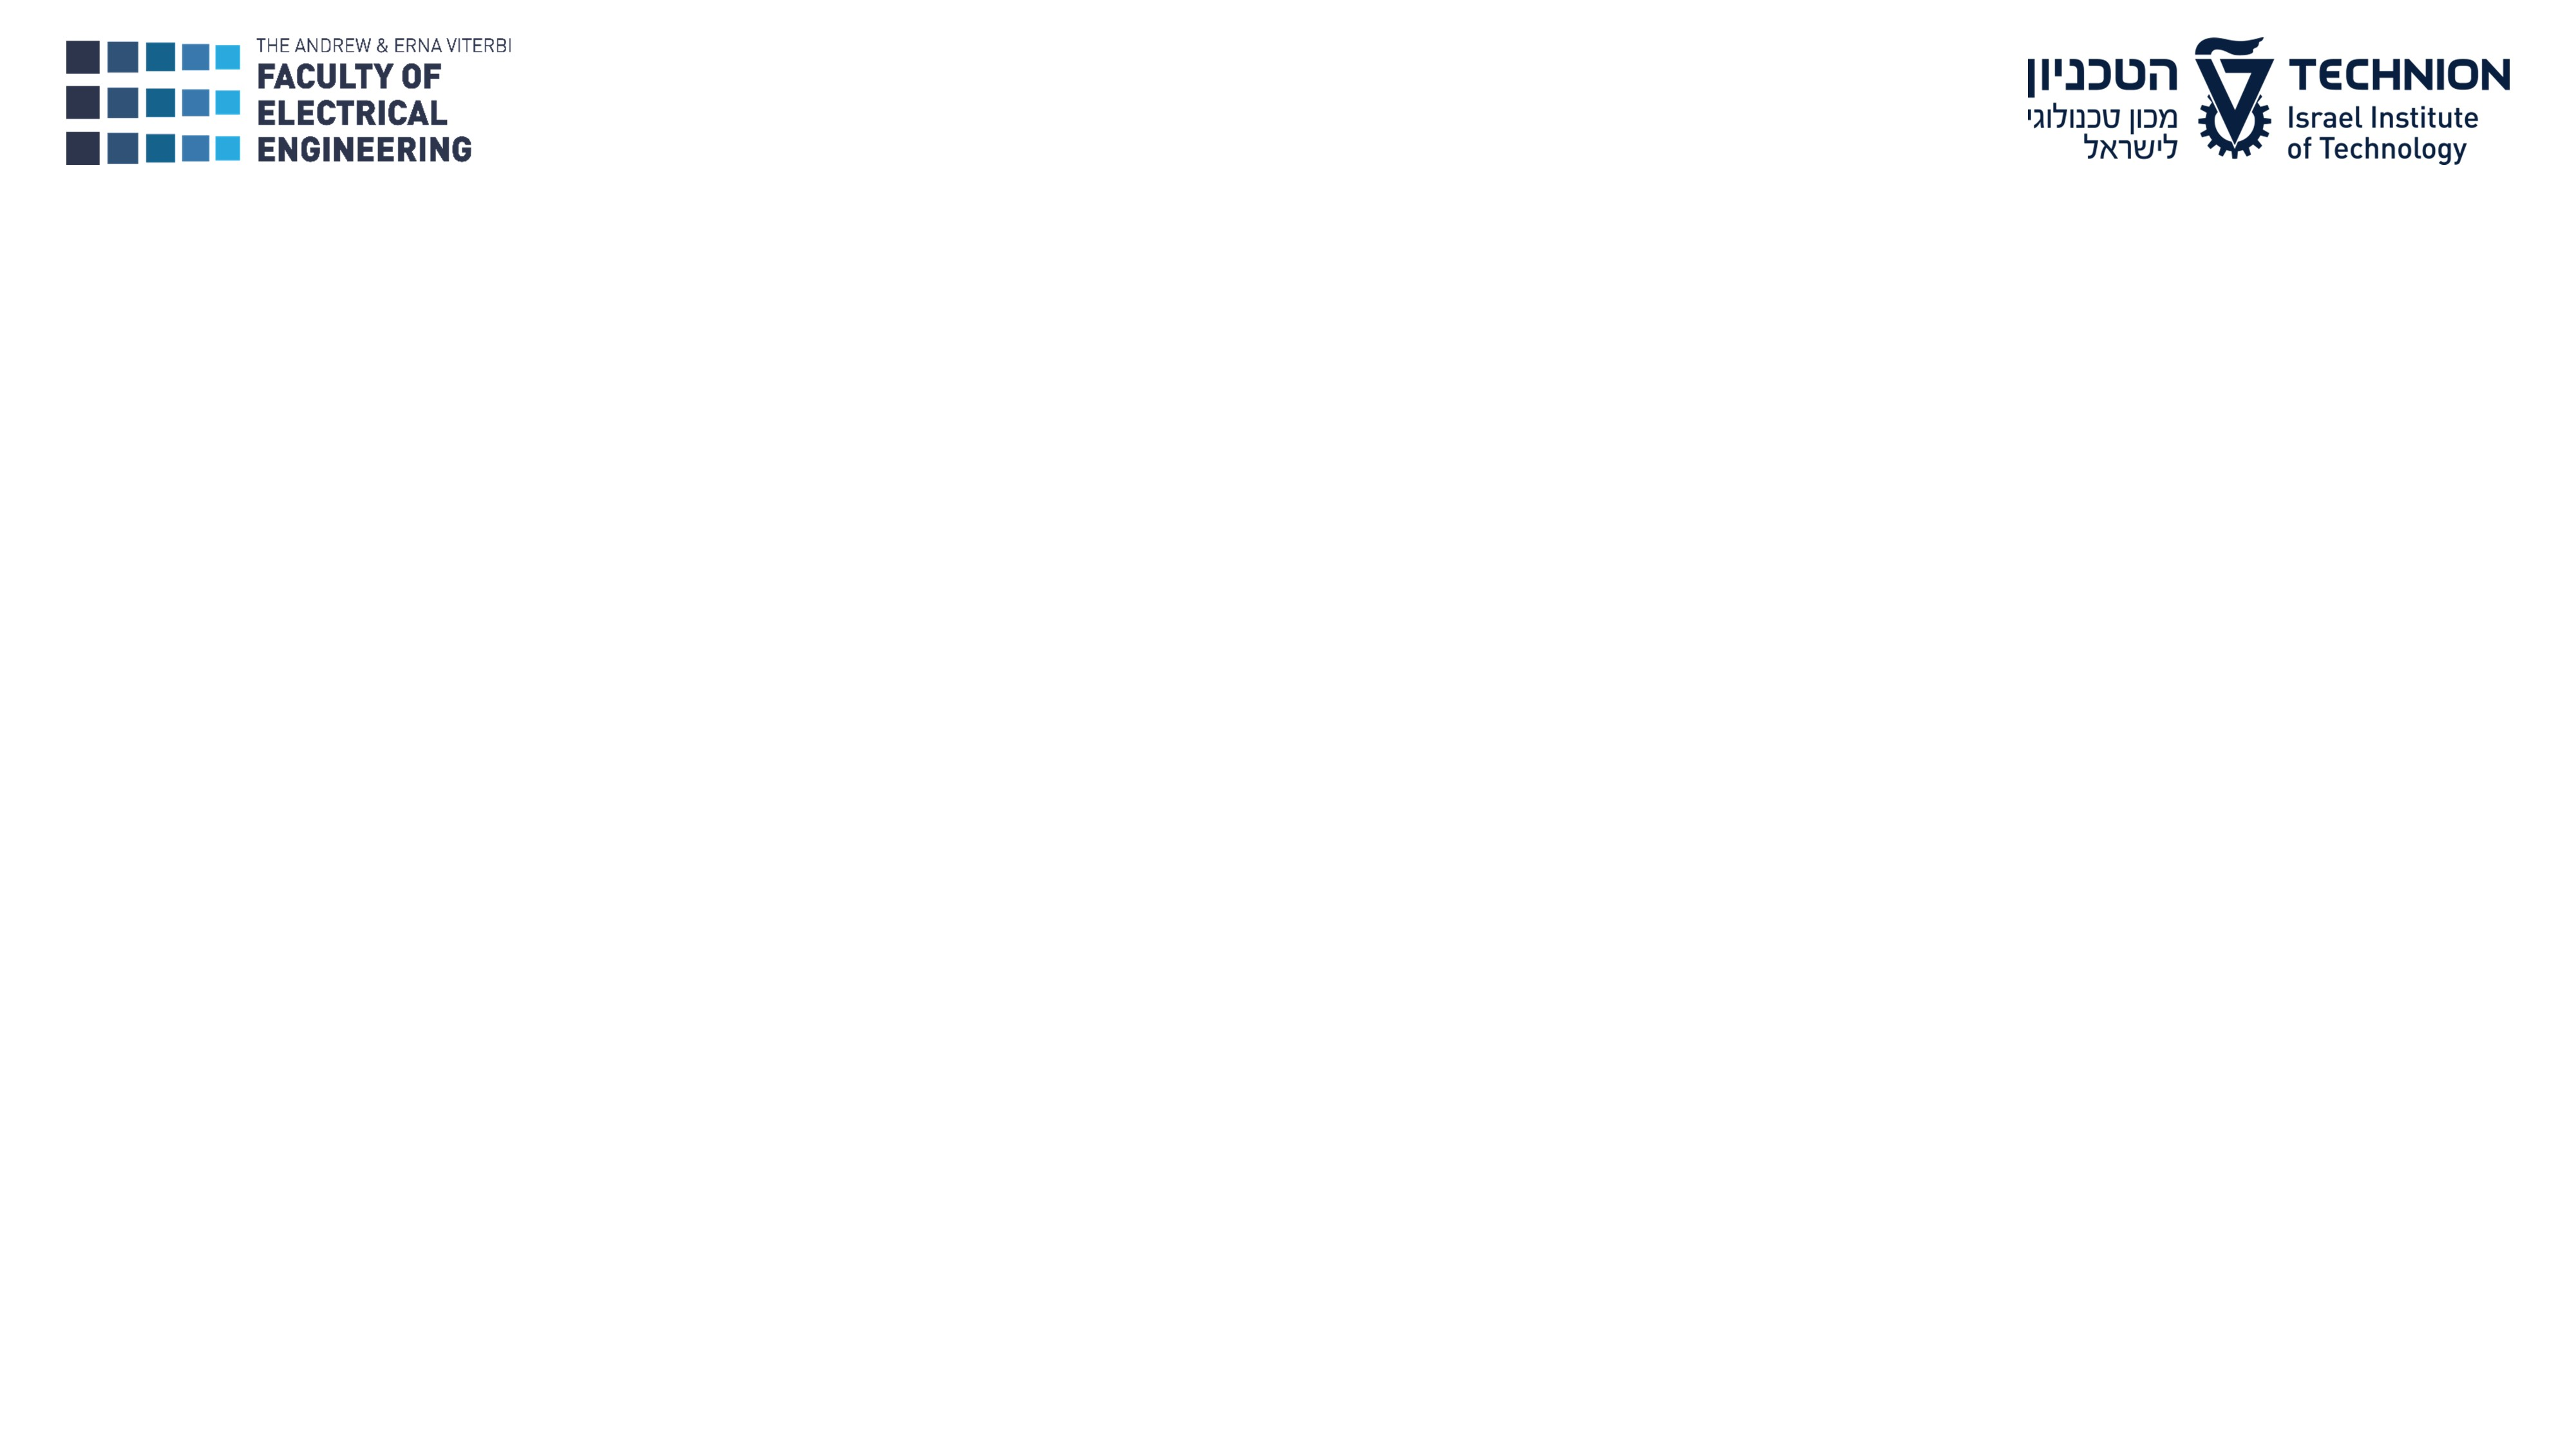 THE ANDREW & ERNA VITERBI
FACULTY OF
ELECTRICAL
ENGINEERING
הטכניון
מכון טכנולוגי
לישראל
TECHNION
Israel Institute
of Technology